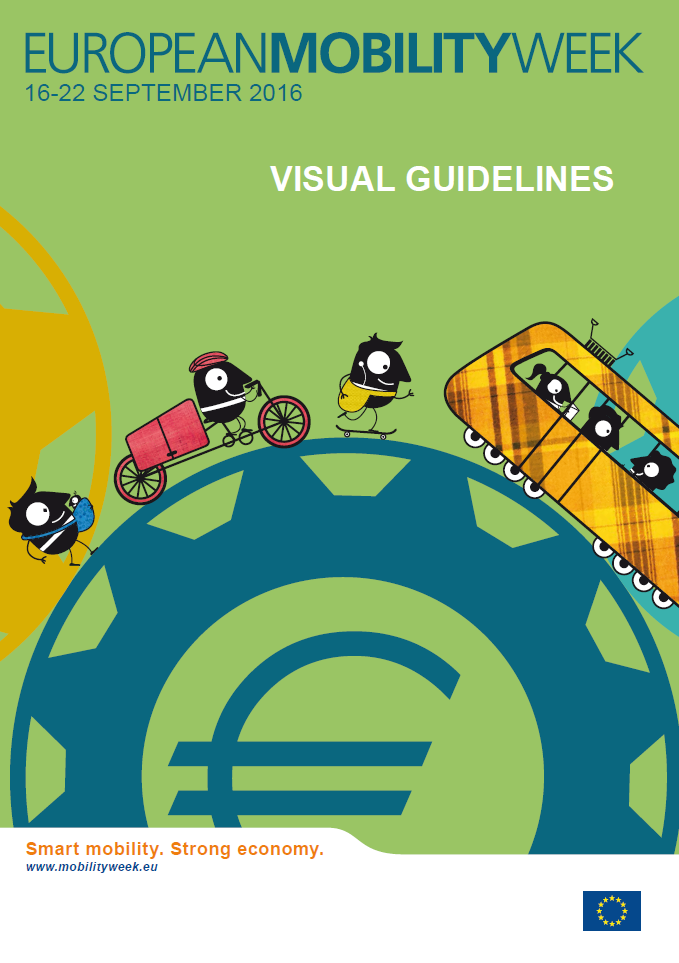 EUROPEANMOBILITYWEEK
16-22 SEPTEMBER 2016
VISUAL GUIDELINES
€
Smart mobility. Strong economy.
www.mobilityweek.eu